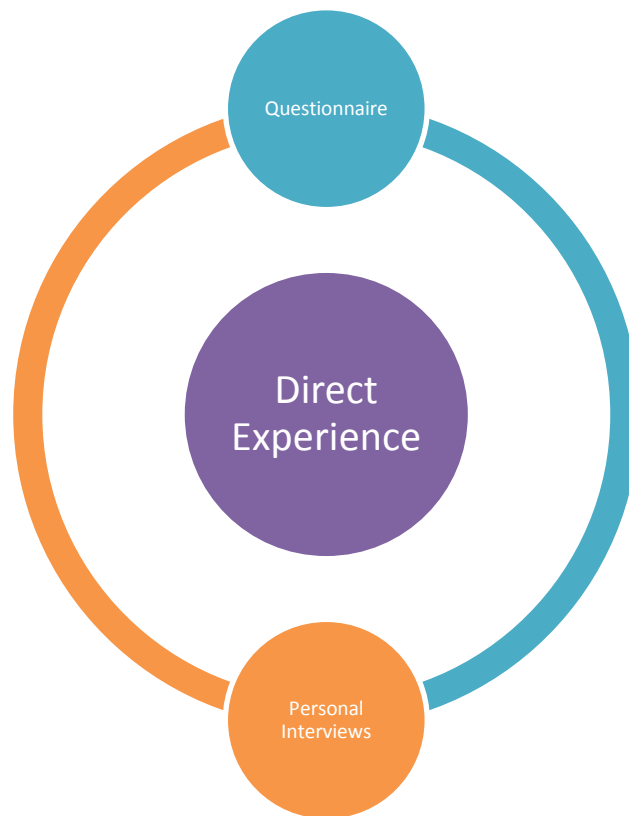 Questionnaire
Direct
Experience
Personal
Interviews